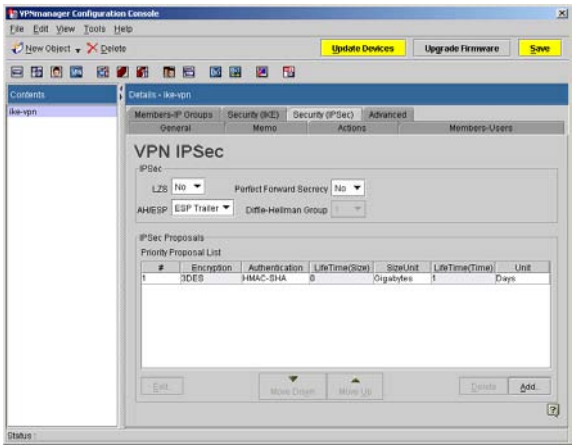 VPNmanager Configuration Console
File Edit View Tools Help
New Object Delete Update Devices Upgrade Firmware Save
Contents Details - ike-vpn
ike-vpn
Members-IP Groups Security (IKE) Security (IPSec) Advanced
General Memo Actions Members-Users
VPN IPSec
IPSec
LZS No Perfect Forward Secrecy No
AH/ESP ESP Trailer Diffie-Hellman Group 1
IPSec Proposals
Priority Proposal List
# Encryption Authentication LifeTime(Size) SizeUnit LifeTime(Time) Unit
1 3DES HMAC-SHA 0 Gigabytes 1 Days
Edit... Move Down Move Up Delete Add...
?
Status :